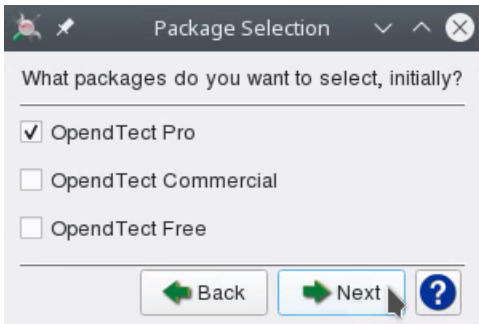 Package Selection
What packages do you want to select, initially?
OpendTect Pro
OpendTect Commercial
OpendTect Free
Back Next ?